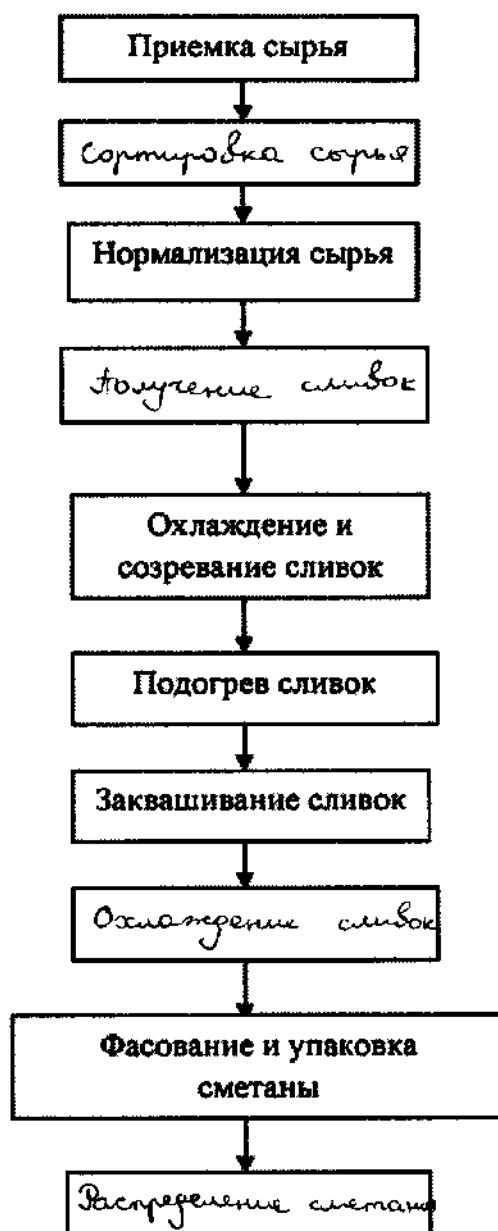 Приемка сырья
Сортировка сырья
Нормализация сырья
Получение сливок
Охлаждение и
созревание сливок
Подогрев сливок
Заквашивание сливок
Охлаждение сливок
Фасование и упаковка
сметаны
Распределение сметаны